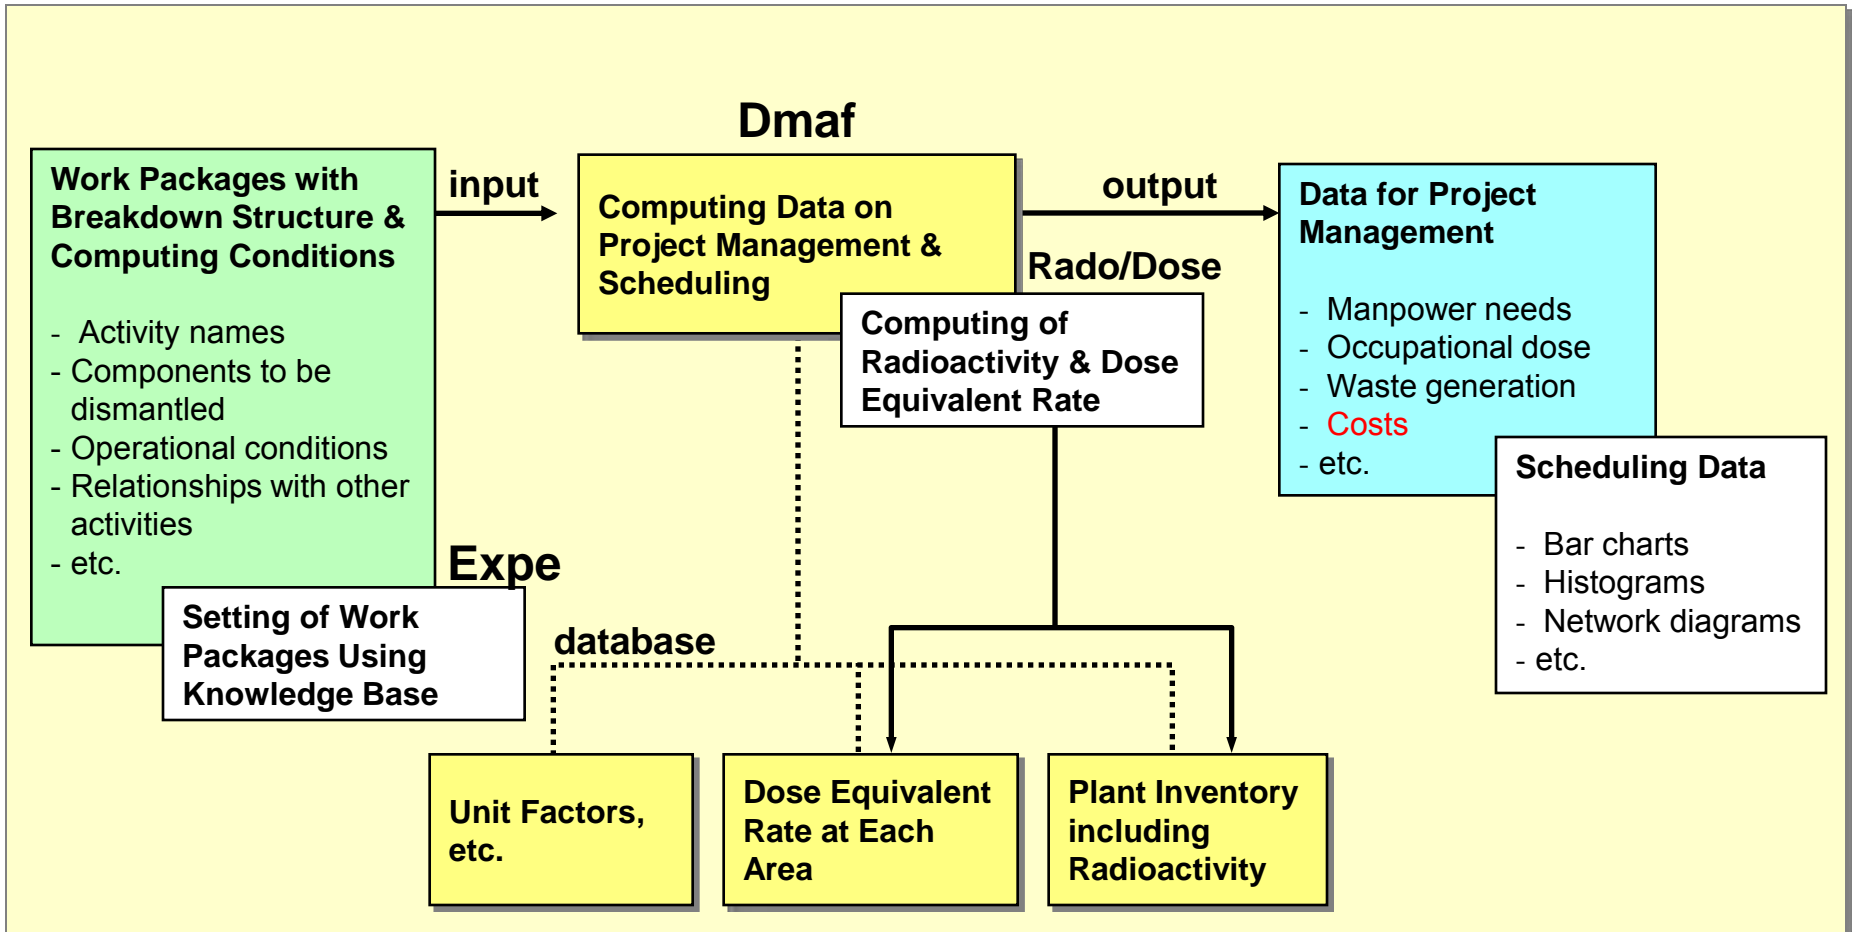 Dmaf
Work Packages with
Breakdown Structure &
Computing Conditions
- Activity names
- Components to be
dismantled
- Operational conditions
- Relationships with other
activities
- etc.
Expe
Setting of Work
Packages Using
Knowledge Base
input
Computing Data on
Project Management &
Scheduling
Rado/Dose
Computing of
Radioactivity & Dose
Equivalent Rate
output
Data for Project
Management
- Manpower needs
- Occupational dose
- Waste generation
- Costs
- etc.
Scheduling Data
- Bar charts
- Histograms
- Network diagrams
- etc.
database
Unit Factors,
etc.
Dose Equivalent
Rate at Each
Area
Plant Inventory
including
Radioactivity